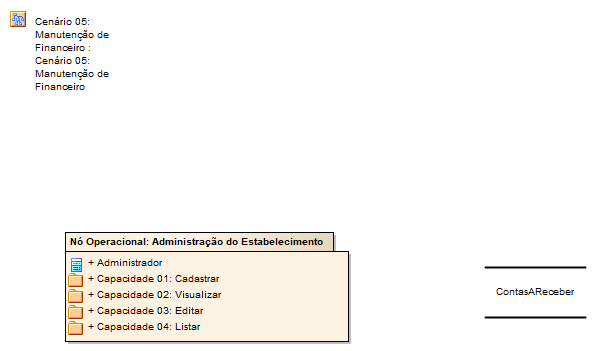 Cenário 05:
Manutenção de
Financeiro :
Cenário 05:
Manutenção de
Financeiro
Nó Operacional: Administração do Estabelecimento
+ Administrador
+ Capacidade 01: Cadastrar
+ Capacidade 02: Visualizar
+ Capacidade 03: Editar
+ Capacidade 04: Listar
ContasAReceber